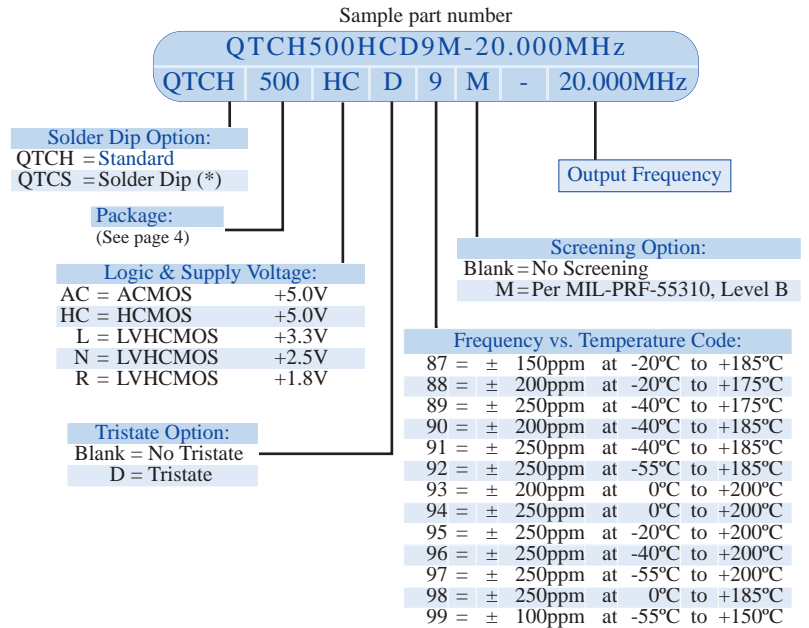 Sample part number
QTCH500HCD9M-20.000MHz
QTCH 500 HC D 9 M - 20.000MHz
Solder Dip Option:
QTCH = Standard
QTCS = Solder Dip (*)
Output Frequency
Package:
(See page 4)
Screening Option:
Blank = No Screening
M = Per MIL-PRF-55310, Level B
Logic & Supply Voltage:
AC = ACMOS +5.0V
HC = HCMOS +5.0V
L = LVHCMOS +3.3V
N = LVHCMOS +2.5V
R = LVHCMOS +1.8V
Frequency vs. Temperature Code:
87 = ± 150ppm at -20ºC to +185ºC
88 = ± 200ppm at -20ºC to +175ºC
89 = ± 250ppm at -40ºC to +175ºC
90 = ± 200ppm at -40ºC to +185ºC
91 = ± 250ppm at -40ºC to +185ºC
92 = ± 250ppm at -55ºC to +185ºC
93 = ± 200ppm at 0ºC to +200ºC
94 = ± 250ppm at 0ºC to +200ºC
95 = ± 250ppm at -20ºC to +200ºC
96 = ± 250ppm at -40ºC to +200ºC
97 = ± 250ppm at -55ºC to +200ºC
98 = ± 250ppm at 0ºC to +185ºC
99 = ± 100ppm at -55ºC to +150ºC
Tristate Option:
Blank = No Tristate
D = Tristate